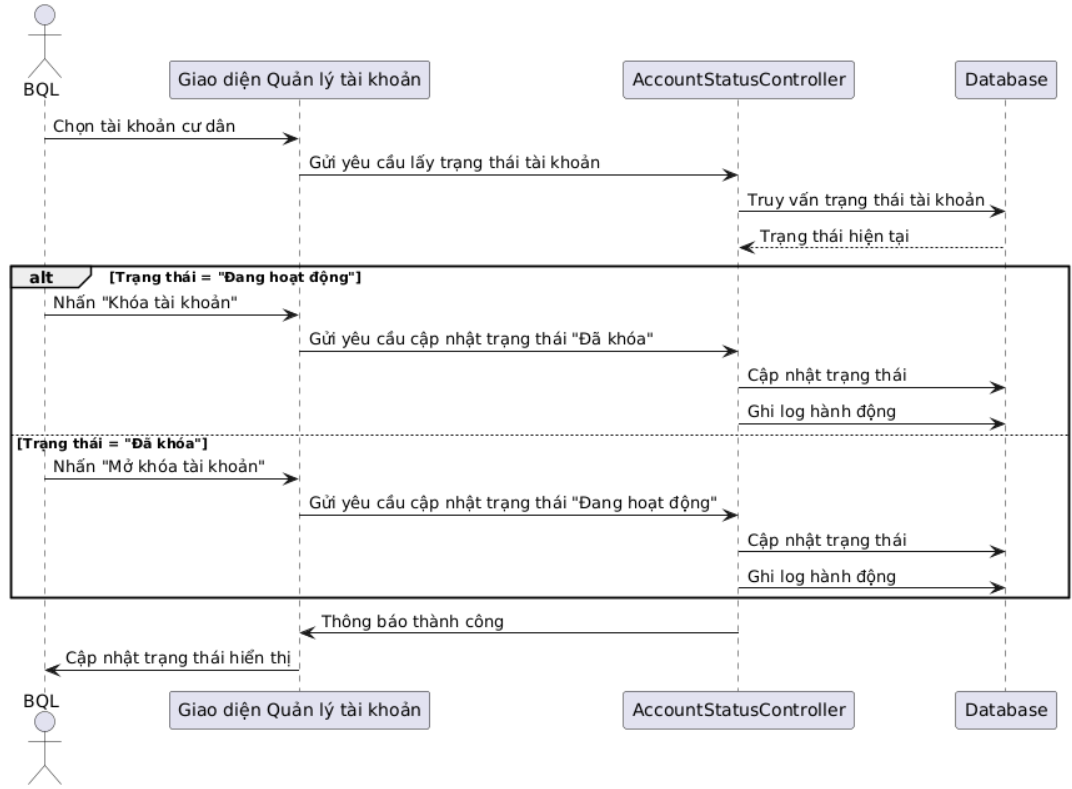 BQL
Giao diện Quản lý tài khoản
AccountStatusController
Database
Chọn tài khoản cư dân
Gửi yêu cầu lấy trạng thái tài khoản
Truy vấn trạng thái tài khoản
Trạng thái hiện tại
alt
[Trạng thái = "Đang hoạt động"]
Nhấn "Khóa tài khoản"
Gửi yêu cầu cập nhật trạng thái "Đã khóa"
Cập nhật trạng thái
Ghi log hành động
[Trạng thái = "Đã khóa"]
Nhấn "Mở khóa tài khoản"
Gửi yêu cầu cập nhật trạng thái "Đang hoạt động"
Cập nhật trạng thái
Ghi log hành động
Thông báo thành công
Cập nhật trạng thái hiển thị
BQL
Giao diện Quản lý tài khoản
AccountStatusController
Database